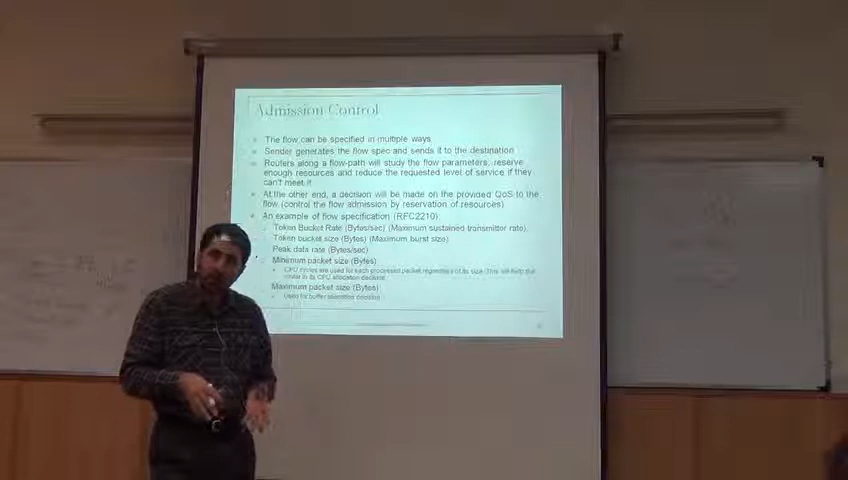 Admission Control
The flow can be specified in multiple ways
Sender generates the flow spec and sends it to the destination
Routers along a flow-path will study the flow parameters, reserve
enough resources and reduce the requested level of service if they
can't meet it
At the other end, a decision will be made on the provided QoS to the
flow (control the flow admission by reservation of resources)
An example of flow specification (RFC2210)
Token Bucket Rate (Bytes/sec) (Maximum sustained transmitter rate)
Token bucket size (Bytes) (Maximum burst size)
Peak data rate (Bytes/sec)
Minimum packet size (Bytes)
CPU cycles are used for each processed packet regardless of its size (This will help the
router in its CPU allocation decision
Maximum packet size (Bytes)
Used for buffer allocation decision